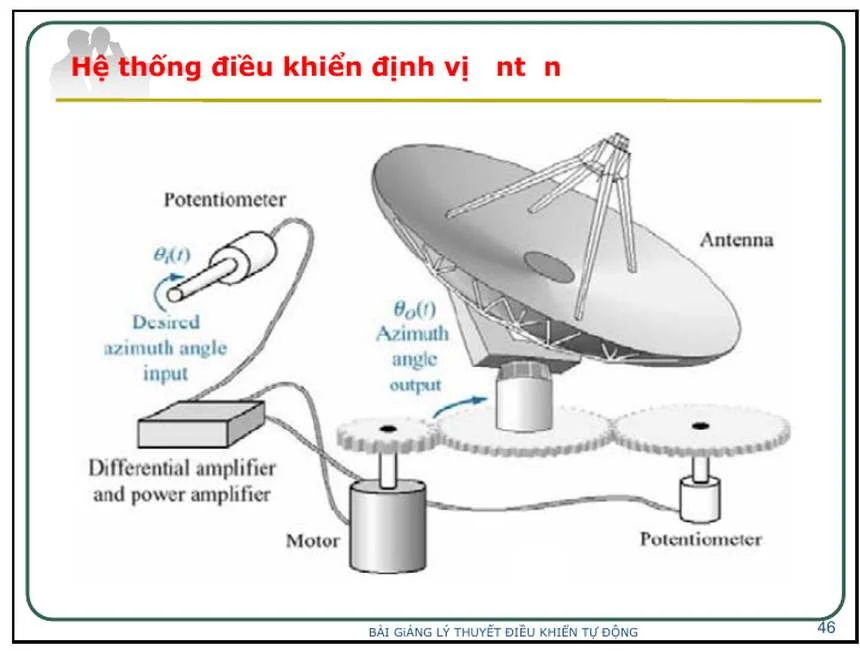 Hệ thống điều khiển định vị nt n
Potentiometer
θi(t)
Desired
azimuth angle
input
Antenna
θO(t)
Azimuth
angle
output
Differential amplifier
and power amplifier
Motor
Potentiometer
BÀI GiẢNG LÝ THUYẾT ĐIỀU KHIỂN TỰ ĐỘNG
46